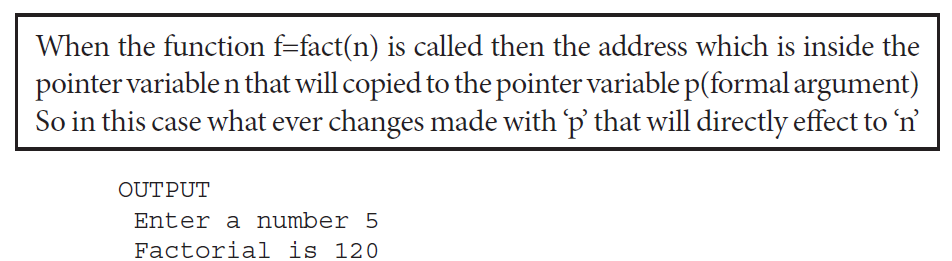 When the function f=fact(n) is called then the address which is inside the
pointer variable n that will copied to the pointer variable p(formal argument)
So in this case what ever changes made with ‘p’ that will directly effect to ‘n’
OUTPUT
Enter a number 5
Factorial is 120